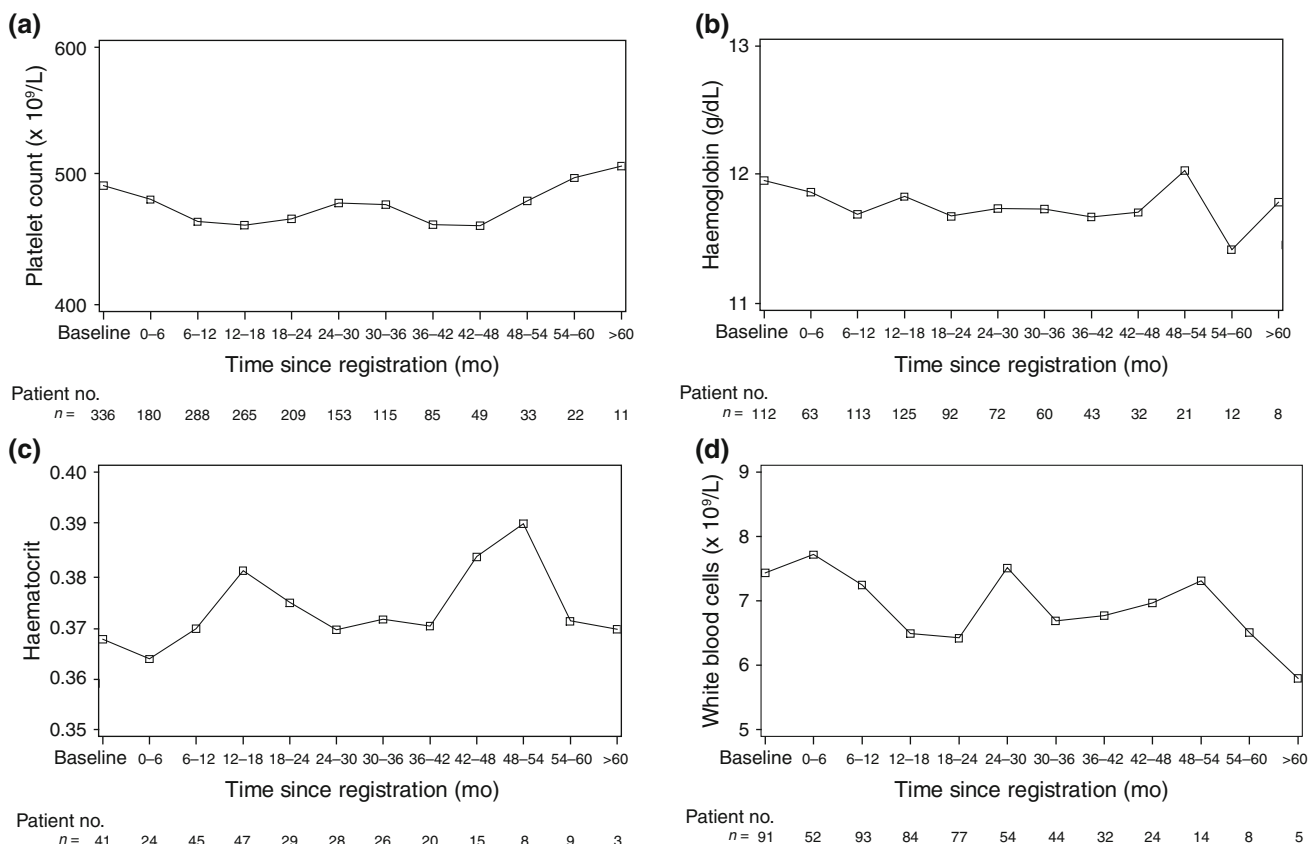 (a)
600
500
400
Platelet count (x 10⁹/L)
Baseline 0–6 6–12 12–18 18–24 24–30 30–36 36–42 42–48 48–54 54–60 >60
Time since registration (mo)
Patient no.
n = 336 180 288 265 209 153 115 85 49 33 22 11
(b)
13
12
11
Haemoglobin (g/dL)
Baseline 0–6 6–12 12–18 18–24 24–30 30–36 36–42 42–48 48–54 54–60 >60
Time since registration (mo)
Patient no.
n = 112 63 113 125 92 72 60 43 32 21 12 8
(c)
0.40
0.39
0.38
0.37
0.36
0.35
Haematocrit
Baseline 0–6 6–12 12–18 18–24 24–30 30–36 36–42 42–48 48–54 54–60 >60
Time since registration (mo)
Patient no.
n = 41 24 45 47 29 28 26 20 15 8 9 3
(d)
9
8
7
6
5
White blood cells (x 10⁹/L)
Baseline 0–6 6–12 12–18 18–24 24–30 30–36 36–42 42–48 48–54 54–60 >60
Time since registration (mo)
Patient no.
n = 91 52 93 84 77 54 44 32 24 14 8 5